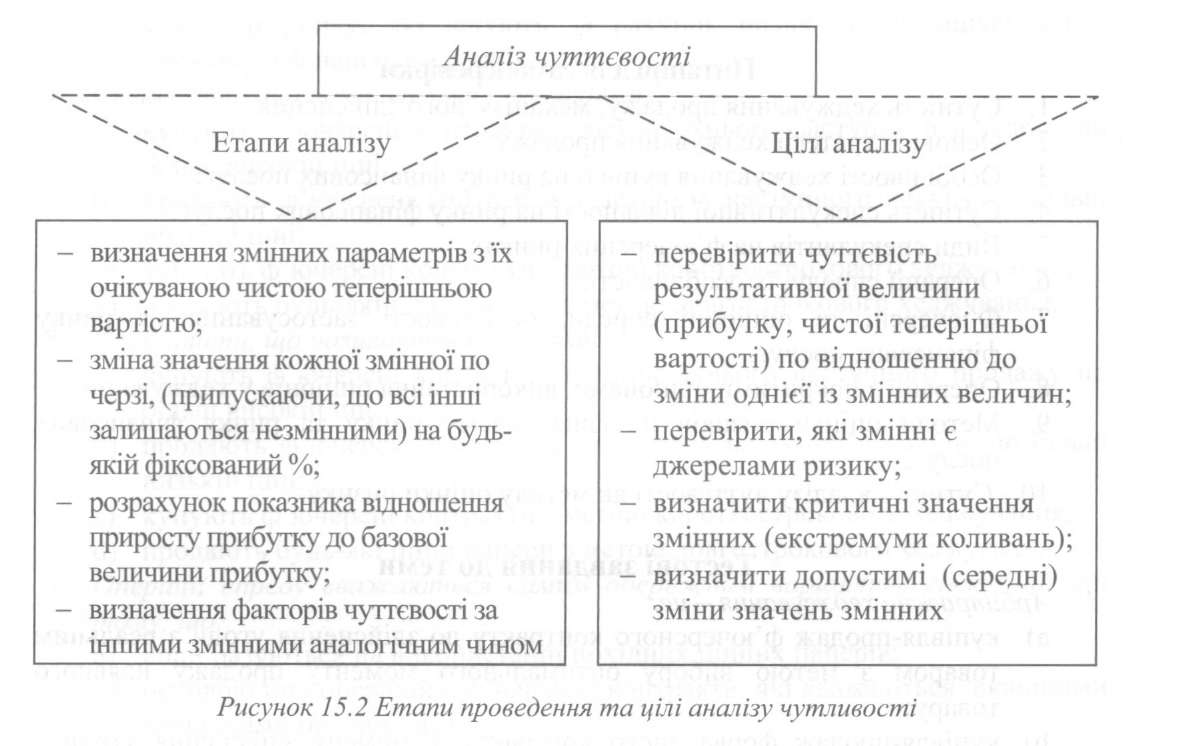 Аналіз чуттєвості
Етапи аналізу
Цілі аналізу
– визначення змінних параметрів з їх
очікуваною чистою теперішньою
вартістю;
– зміна значення кожної змінної по
черзі, (припускаючи, що всі інші
залишаються незмінними) на будь-
якій фіксований %;
– розрахунок показника відношення
приросту прибутку до базової
величини прибутку;
– визначення факторів чуттєвості за
іншими змінними аналогічним чином
– перевірити чуттєвість
результативної величини
(прибутку, чистої теперішньої
вартості) по відношенню до
зміни однієї із змінних величин;
– перевірити, які змінні є
джерелами ризику;
– визначити критичні значення
змінних (екстремуми коливань);
визначити допустимі (середні)
зміни значень змінних
Рисунок 15.2 Етапи проведення та цілі аналізу чутливості